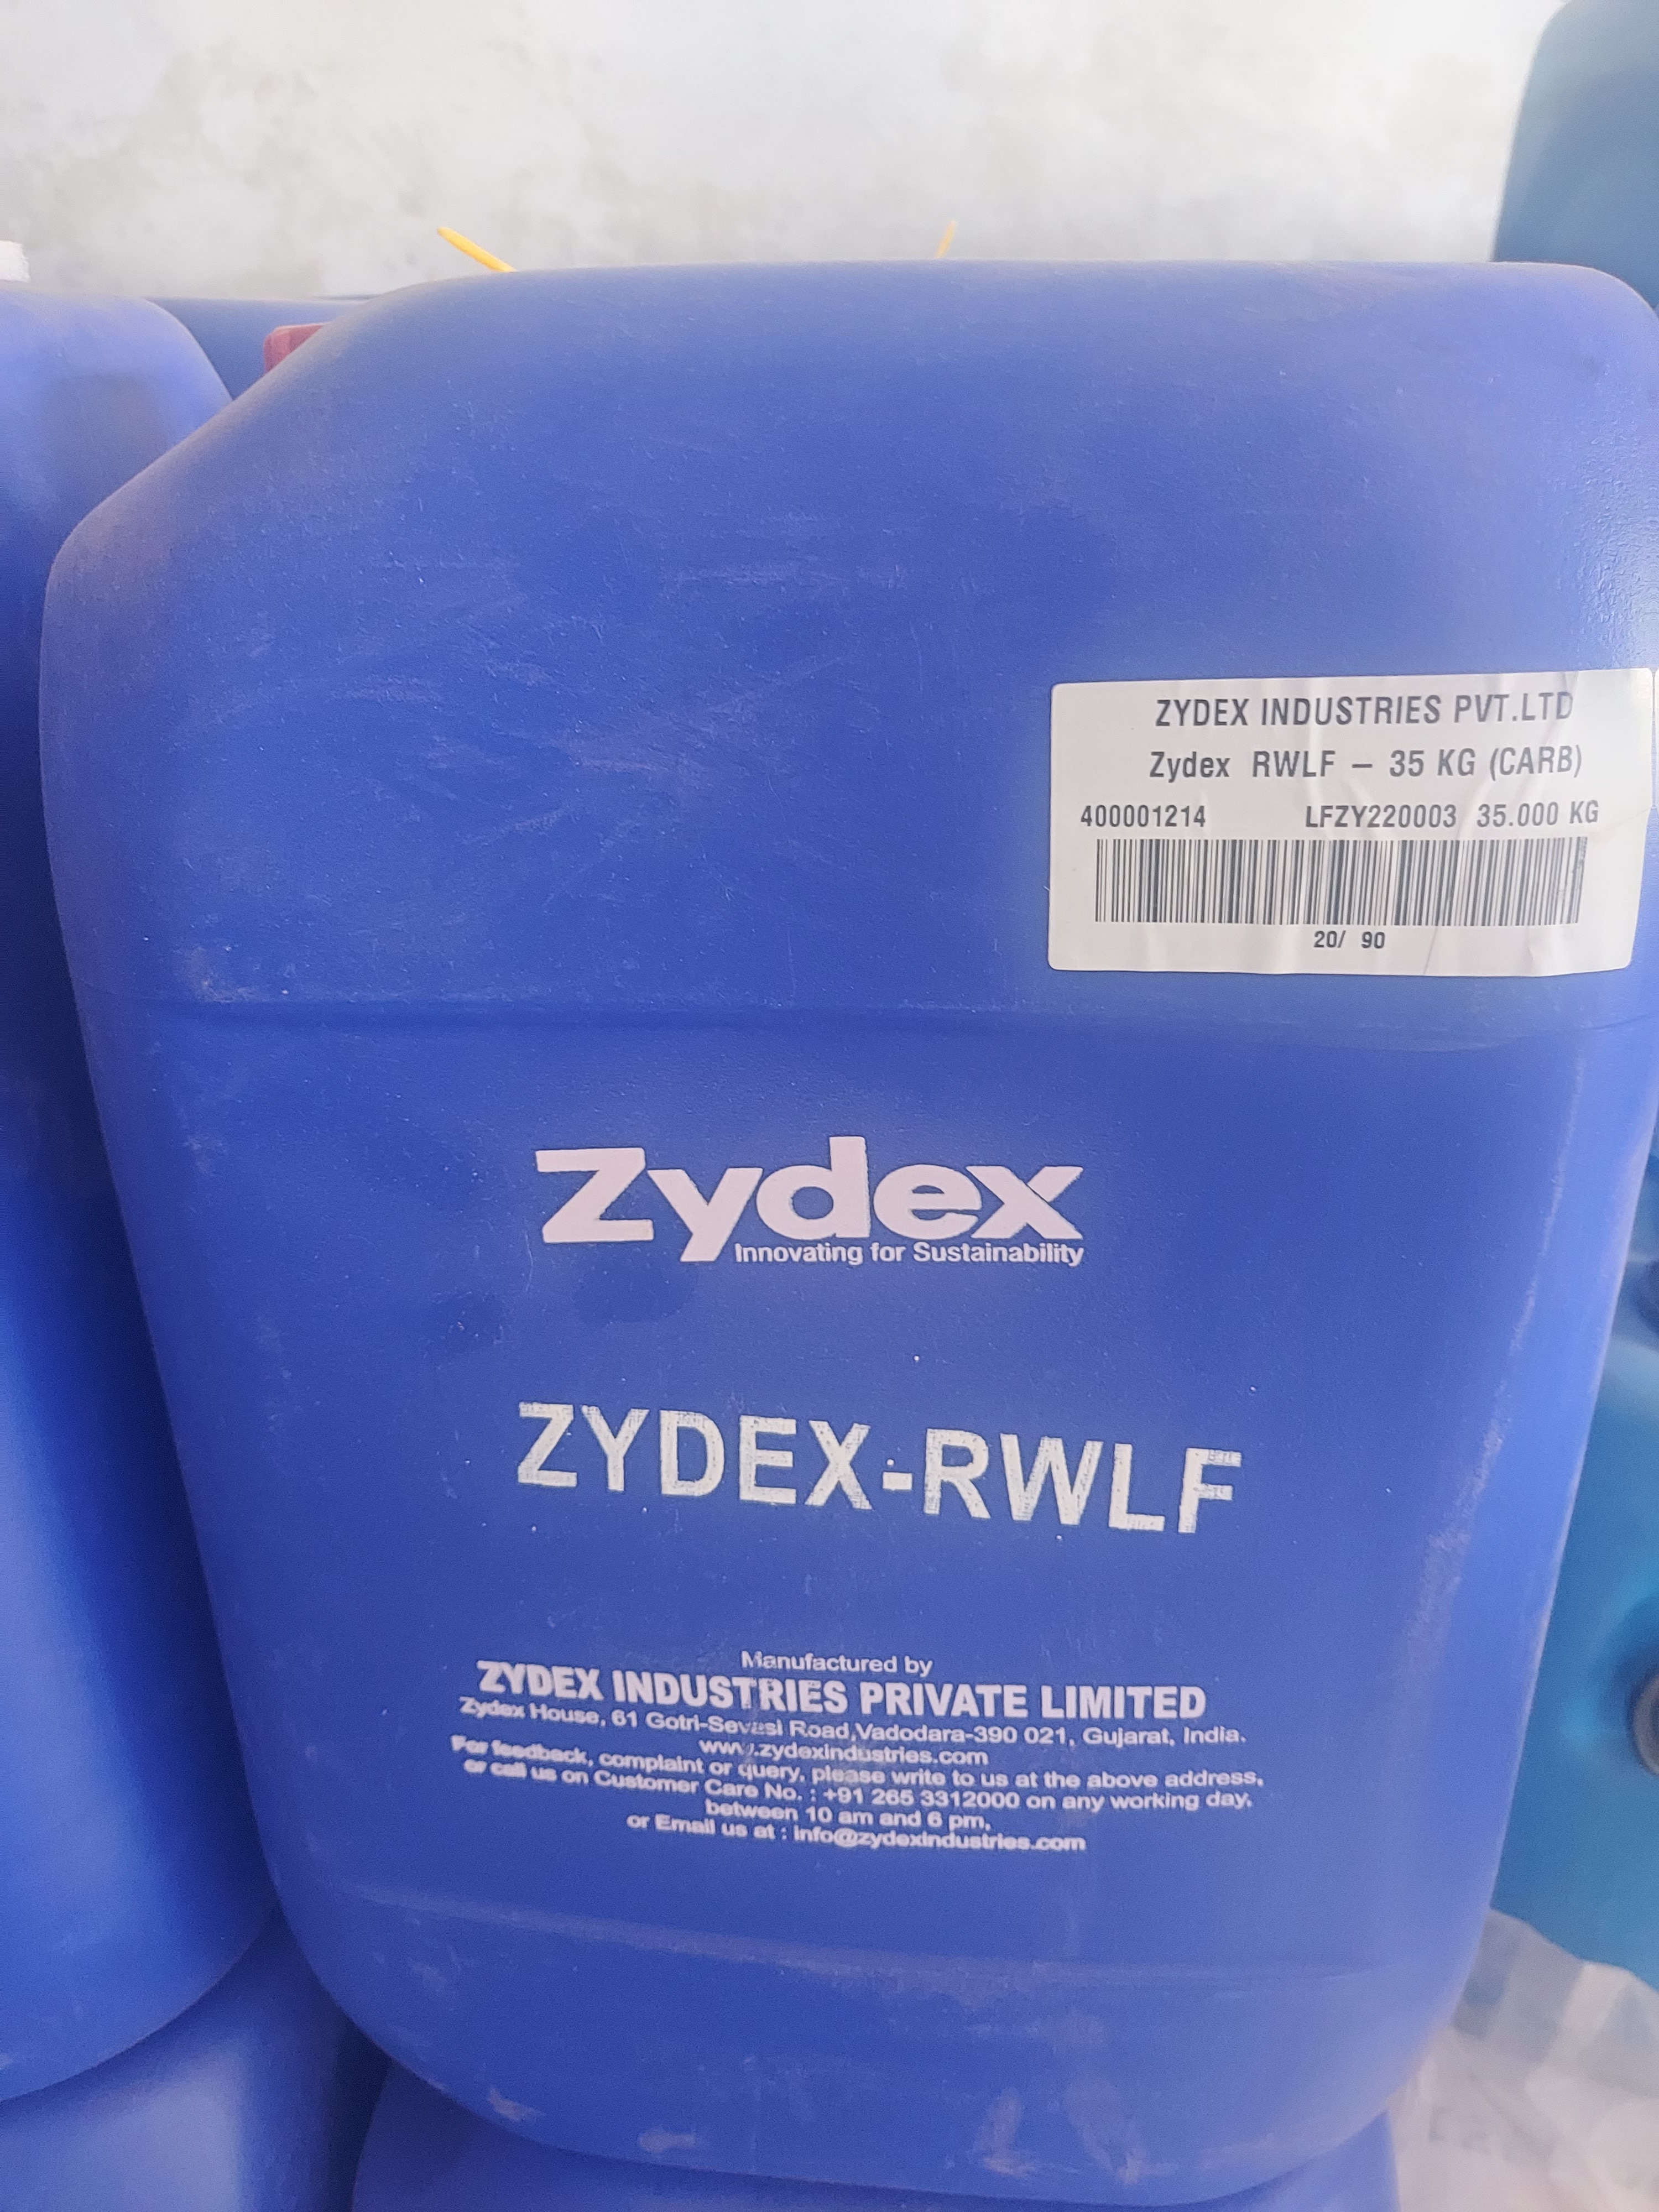 ZYDEX INDUSTRIES PVT.LTD
Zydex RWLF – 35 KG (CARB)
400001214 LFZY220003 35.000 KG
20/ 90
Zydex
Innovating for Sustainability
ZYDEX-RWLF
Manufactured by
ZYDEX INDUSTRIES PRIVATE LIMITED
Zydex House, 61 Gotri-Sevasi Road,Vadodara-390 021, Gujarat, India.
www.zydexindustries.com
For feedback, complaint or query, please write to us at the above address,
or call us on Customer Care No. : +91 265 3312000 on any working day,
between 10 am and 6 pm,
or Email us at : info@zydexindustries.com